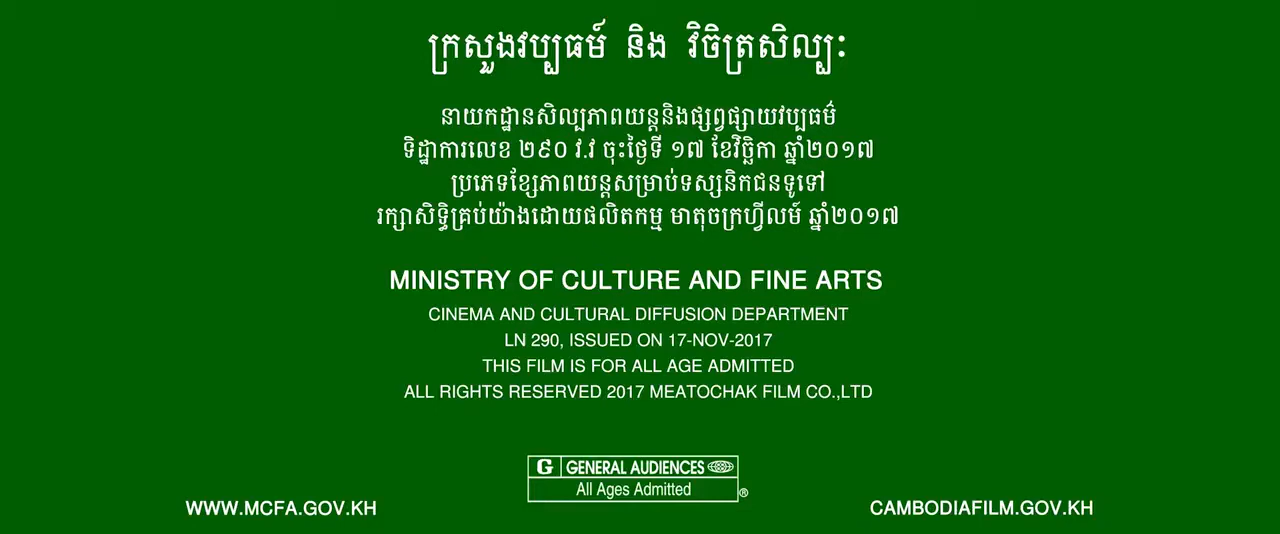 ក្រសួងវប្បធម៍ និង វិចិត្រសិល្បៈ
នាយកដ្ឋានសិល្បភាពយន្តនិងផ្សព្វផ្សាយវប្បធម៌
ទិដ្ឋាការលេខ ២៩០ វ.វ ចុះថ្ងៃទី ១៧ ខែវិច្ឆិកា ឆ្នាំ២០១៧
ប្រភេទខ្សែភាពយន្តសម្រាប់ទស្សនិកជនទូទៅ
រក្សាសិទ្ធិគ្រប់យ៉ាងដោយផលិតកម្ម មាតុចក្រហ្វីលម៍ ឆ្នាំ២០១៧
MINISTRY OF CULTURE AND FINE ARTS
CINEMA AND CULTURAL DIFFUSION DEPARTMENT
LN 290, ISSUED ON 17-NOV-2017
THIS FILM IS FOR ALL AGE ADMITTED
ALL RIGHTS RESERVED 2017 MEATOCHAK FILM CO.,LTD
G GENERAL AUDIENCES
All Ages Admitted ®
WWW.MCFA.GOV.KH
CAMBODIAFILM.GOV.KH